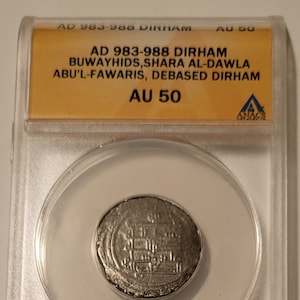 AD 983-988 DIRHAM AU 50
AD 983-988 DIRHAM
BUWAYHIDS,SHARA AL-DAWLA
ABU'L-FAWARIS, DEBASED DIRHAM
AU 50
ANACS